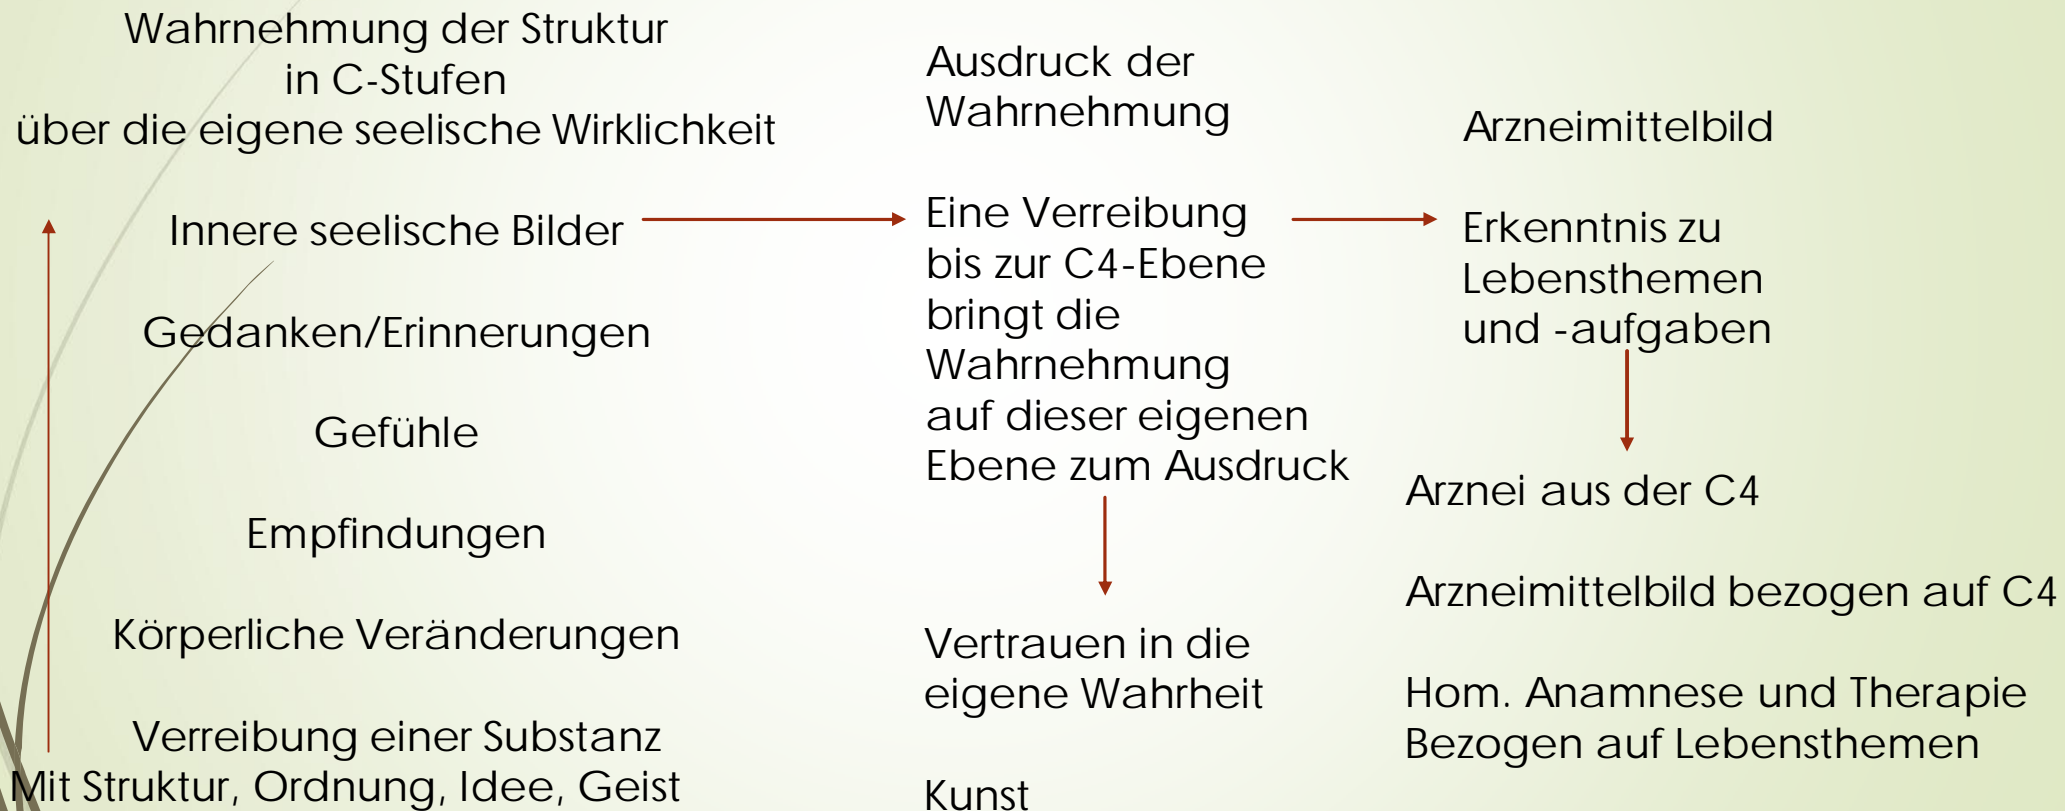 Wahrnehmung der Struktur
in C-Stufen
über die eigene seelische Wirklichkeit
Innere seelische Bilder
Gedanken/Erinnerungen
Gefühle
Empfindungen
Körperliche Veränderungen
Verreibung einer Substanz
Mit Struktur, Ordnung, Idee, Geist
Ausdruck der
Wahrnehmung
Eine Verreibung
bis zur C4-Ebene
bringt die
Wahrnehmung
auf dieser eigenen
Ebene zum Ausdruck
Vertrauen in die
eigene Wahrheit
Kunst
Arzneimittelbild
Erkenntnis zu
Lebensthemen
und -aufgaben
Arznei aus der C4
Arzneimittelbild bezogen auf C4
Hom. Anamnese und Therapie
Bezogen auf Lebensthemen